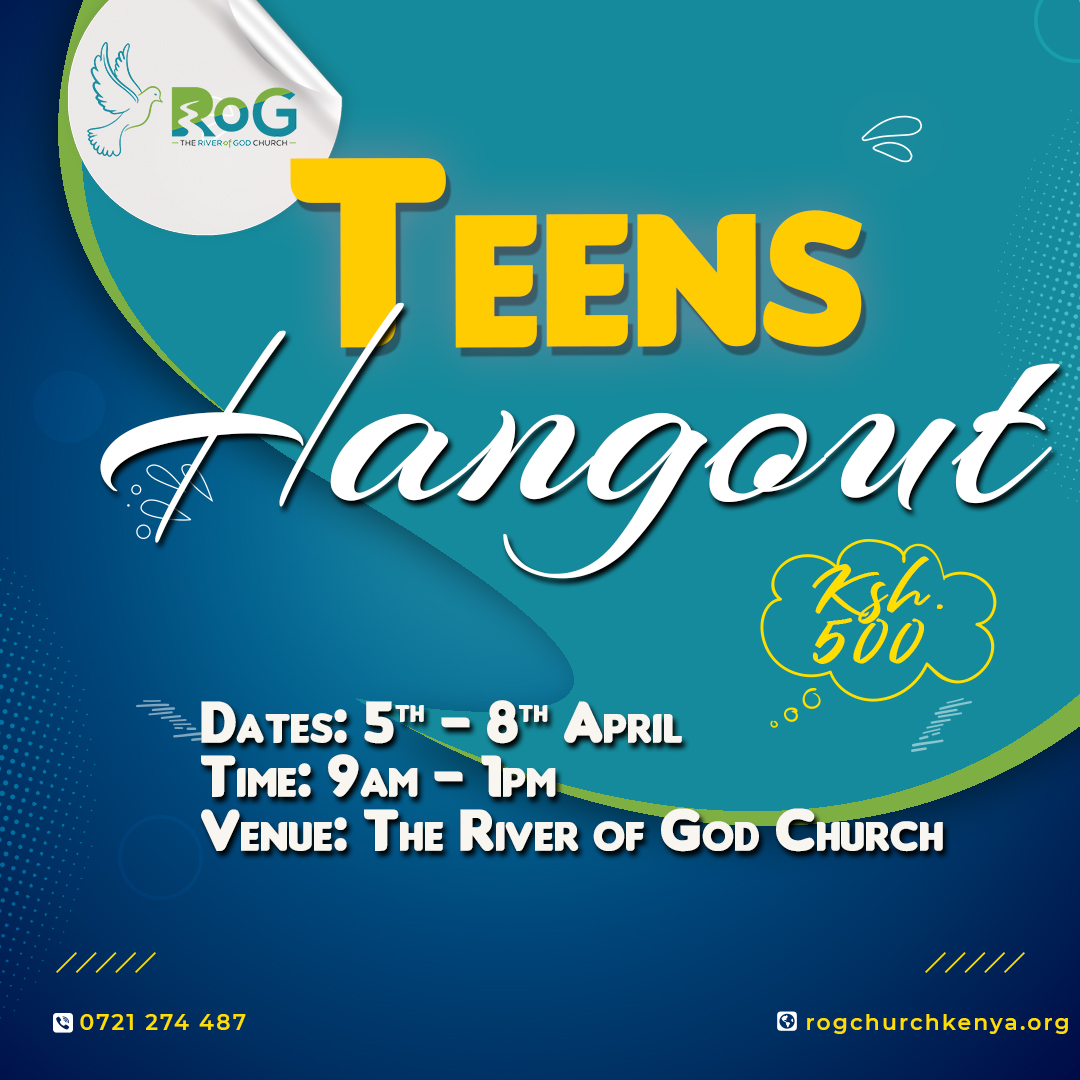 RoG
THE RIVER of GOD CHURCH
TEENS
Hangout
Ksh.
500
DATES: 5TH – 8TH APRIL
TIME: 9AM – 1PM
VENUE: THE RIVER OF GOD CHURCH
0721 274 487
rogchurchkenya.org